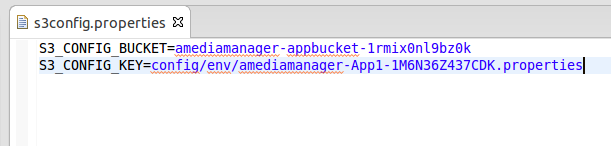 s3config.properties
S3_CONFIG_BUCKET=amediamanager-appbucket-1rmix0nl9bz0k
S3_CONFIG_KEY=config/env/amediamanager-App1-1M6N36Z437CDK.properties